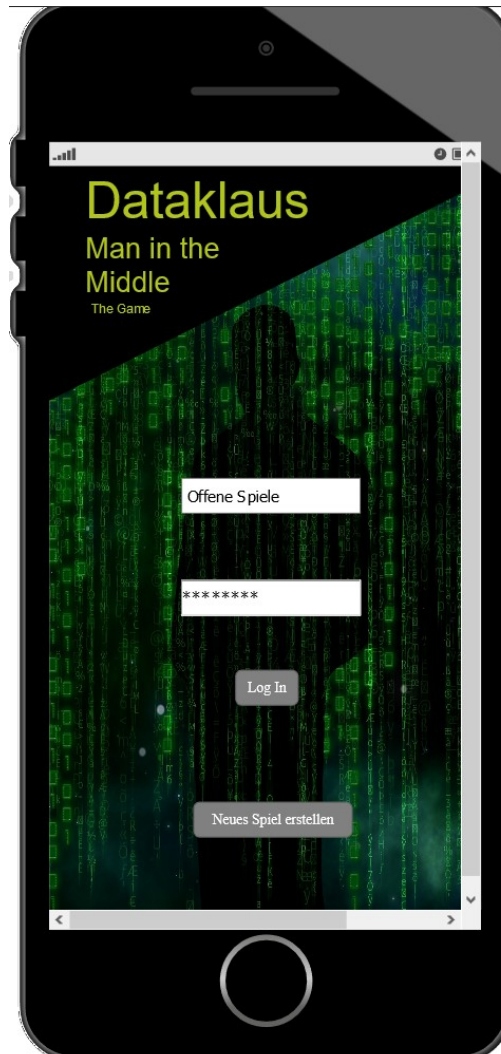 Dataklaus
Man in the
Middle
The Game
Offene Spiele
********
Log In
Neues Spiel erstellen